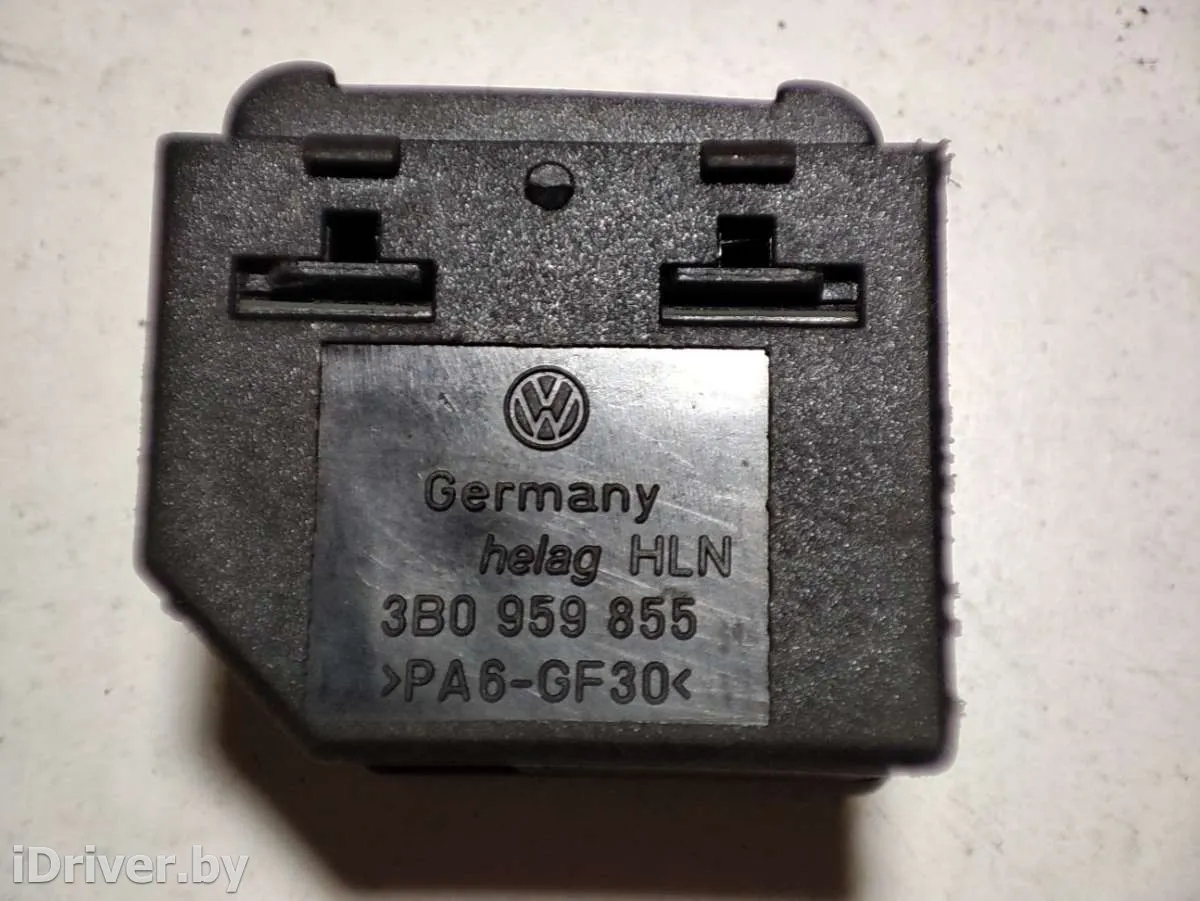 Germany
helag HLN
3B0 959 855
>PA6-GF30<
iDriver.by